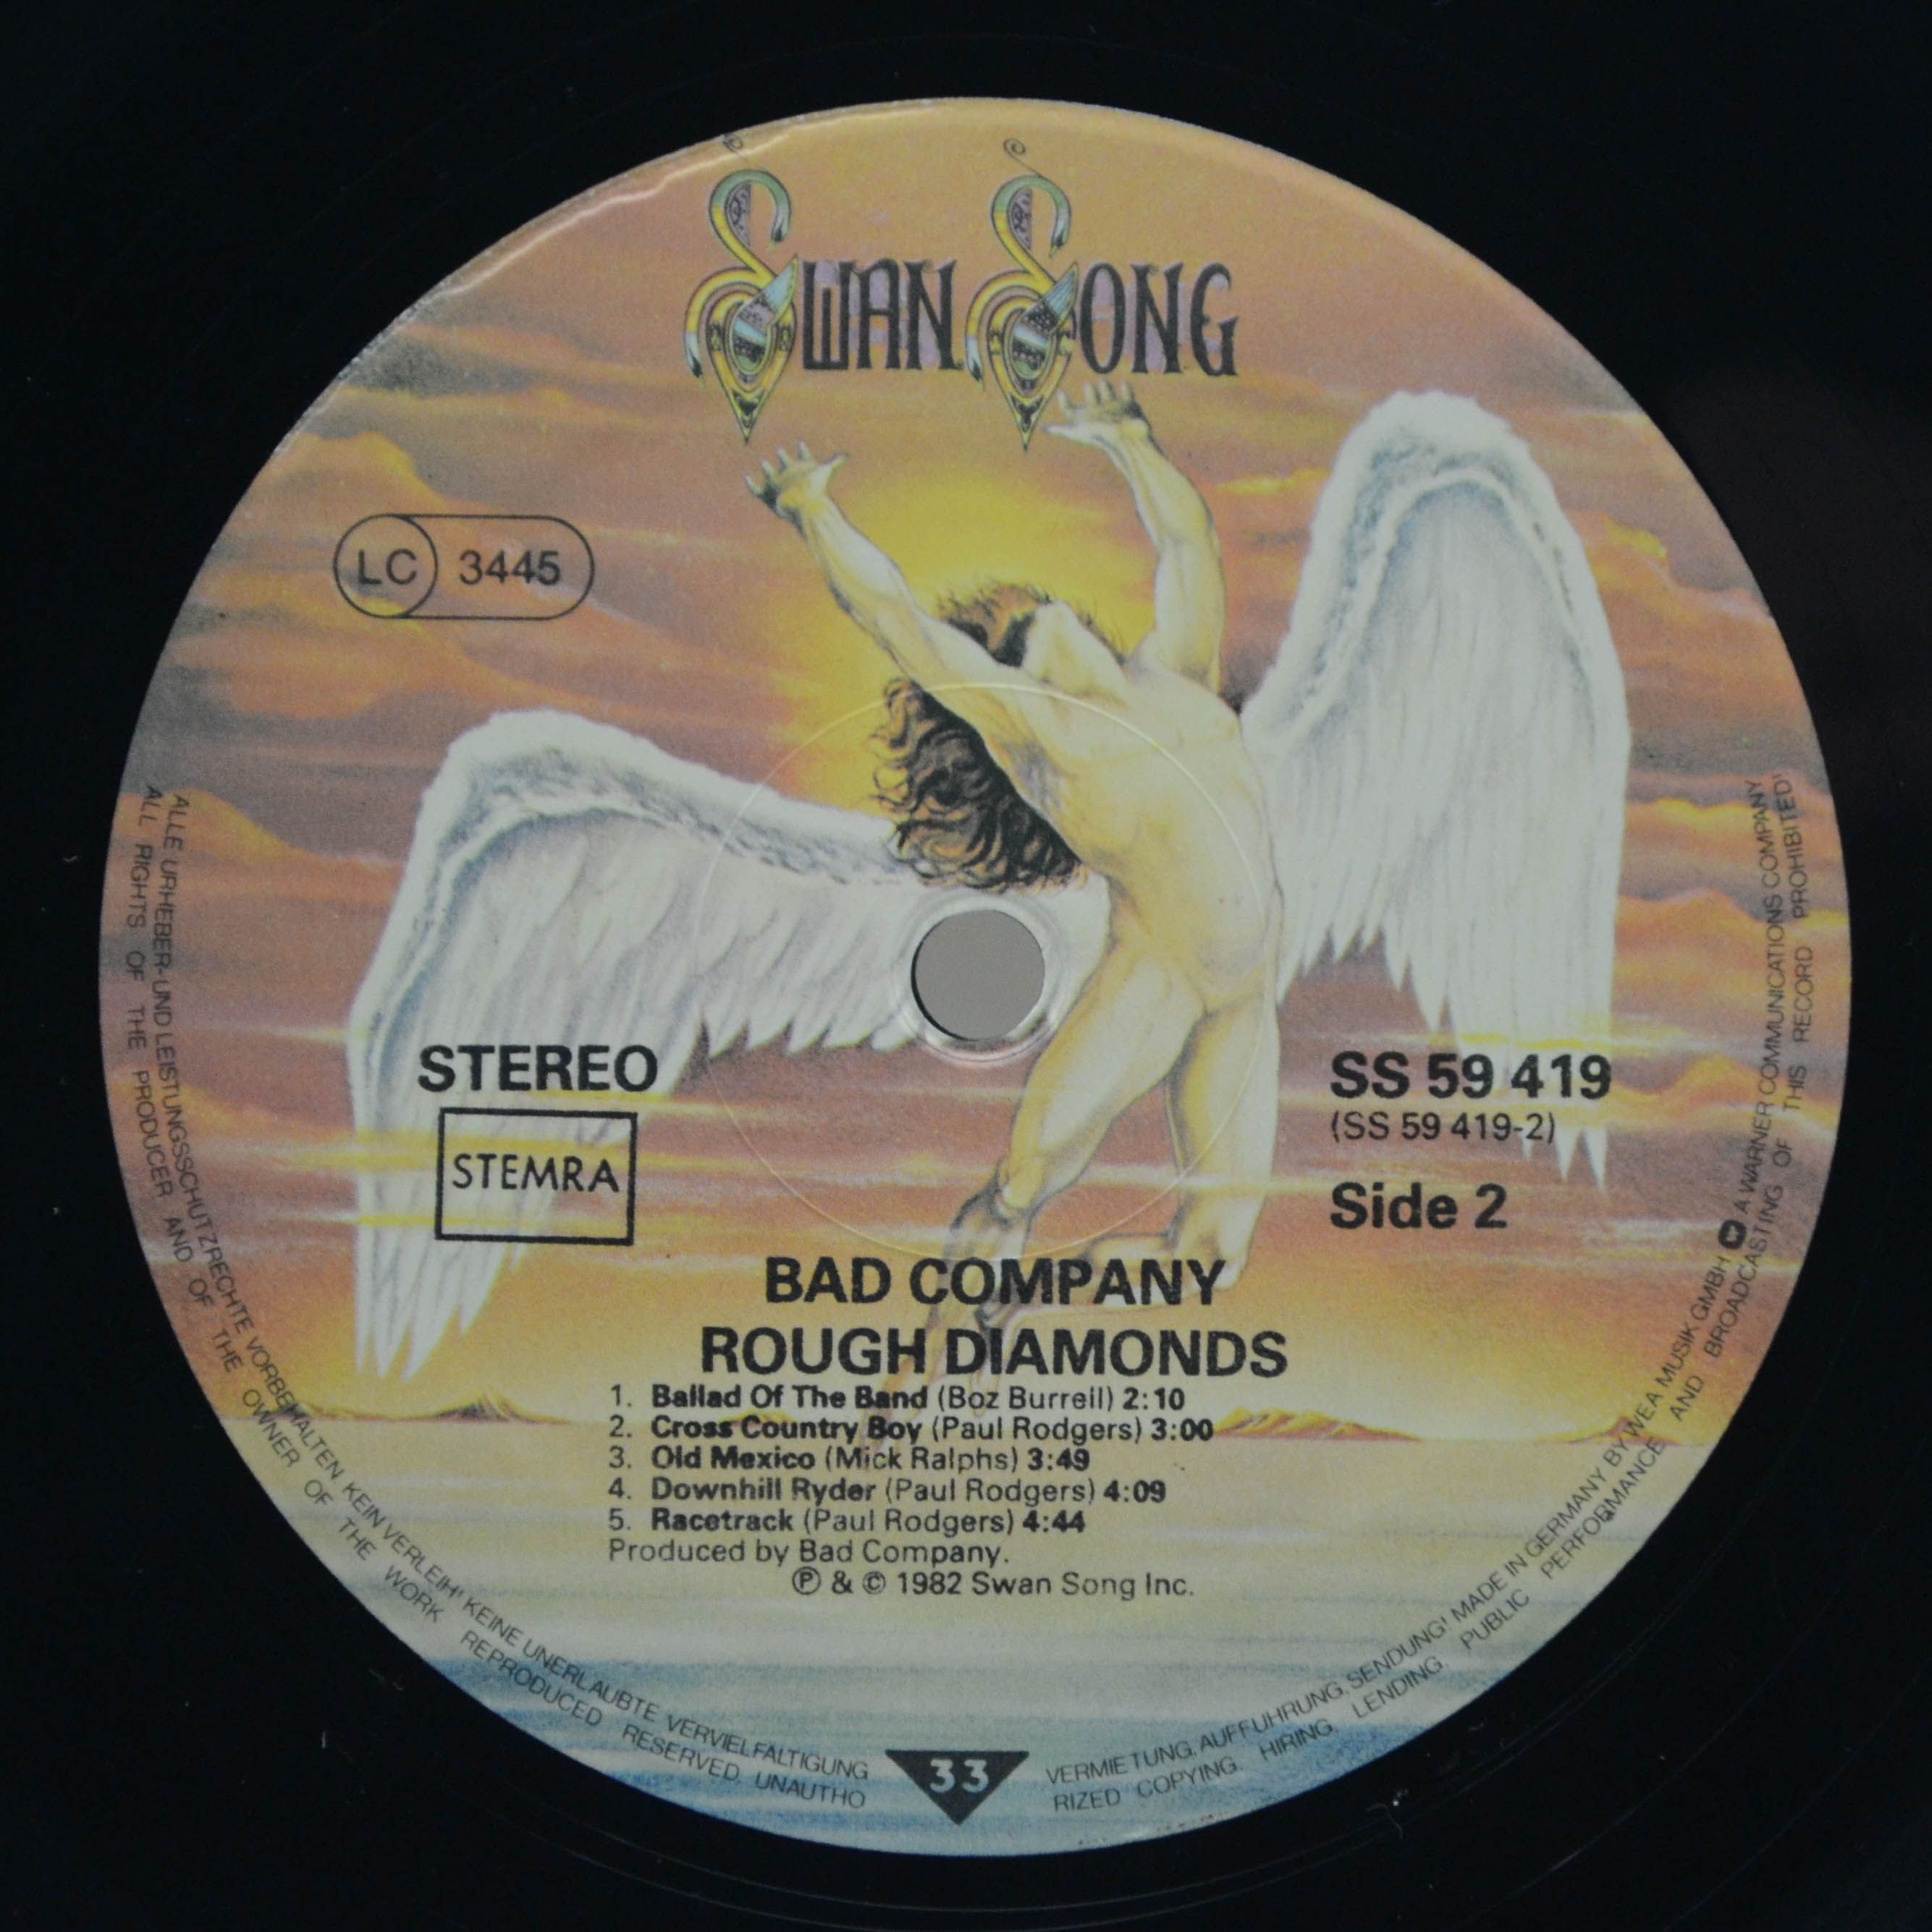 SWAN SONG
LC 3445
STEREO
STEMRA
SS 59 419
(SS 59 419-2)
Side 2
BAD COMPANY
ROUGH DIAMONDS
1. Ballad Of The Band (Boz Burrell) 2:10
2. Cross Country Boy (Paul Rodgers) 3:00
3. Old Mexico (Mick Ralphs) 3:49
4. Downhill Ryder (Paul Rodgers) 4:09
5. Racetrack (Paul Rodgers) 4:44
Produced by Bad Company.
℗ & © 1982 Swan Song Inc.
ALLE URHEBER- UND LEISTUNGSSCHUTZRECHTE VORBEHALTEN KEIN VERLEIH! KEINE UNERLAUBTE VERVIELFALTIGUNG VERMIETUNG, AUFFUHRUNG, SENDUNG! MADE IN GERMANY BY WEA MUSIK GMBH A WARNER COMMUNICATIONS COMPANY
ALL RIGHTS OF THE PRODUCER AND OF THE OWNER OF THE WORK REPRODUCED RESERVED. UNAUTHORIZED COPYING, HIRING, LENDING, PUBLIC PERFORMANCE AND BROADCASTING OF THIS RECORD PROHIBITED!
33